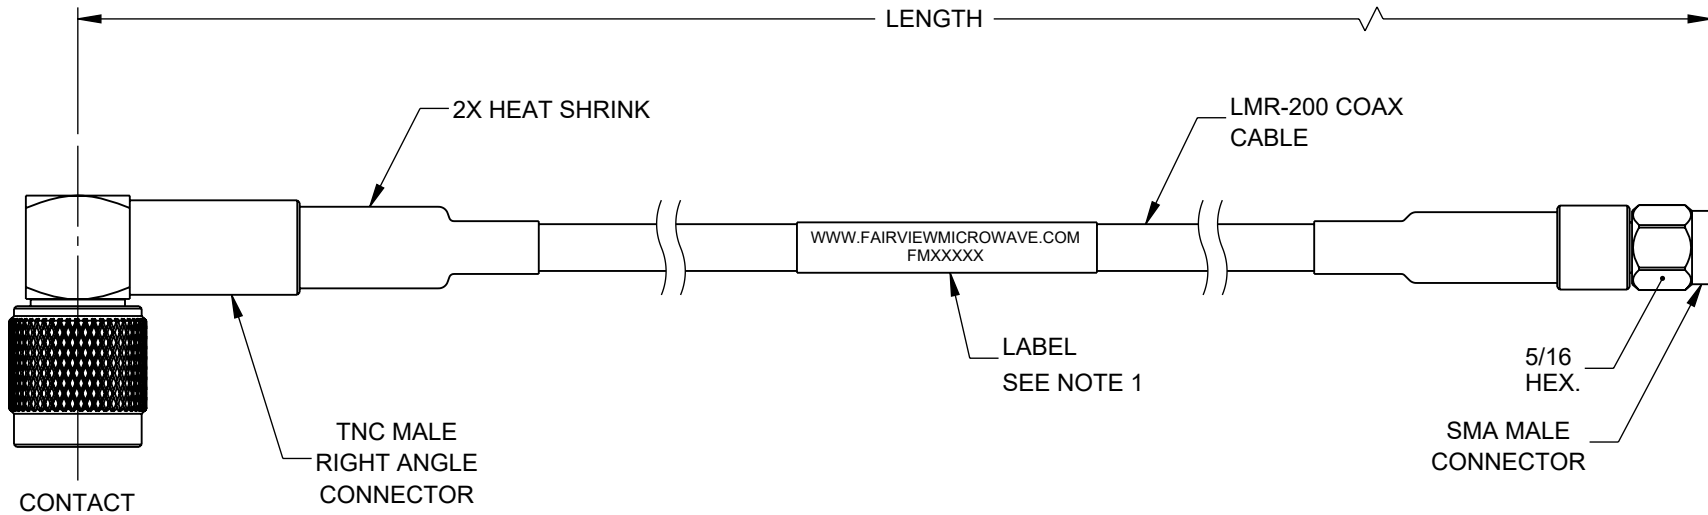 LENGTH
2X HEAT SHRINK
LMR-200 COAX
CABLE
WWW.FAIRVIEWMICROWAVE.COM
FMXXXXX
LABEL
SEE NOTE 1
5/16
HEX.
TNC MALE
RIGHT ANGLE
CONNECTOR
SMA MALE
CONNECTOR
CONTACT